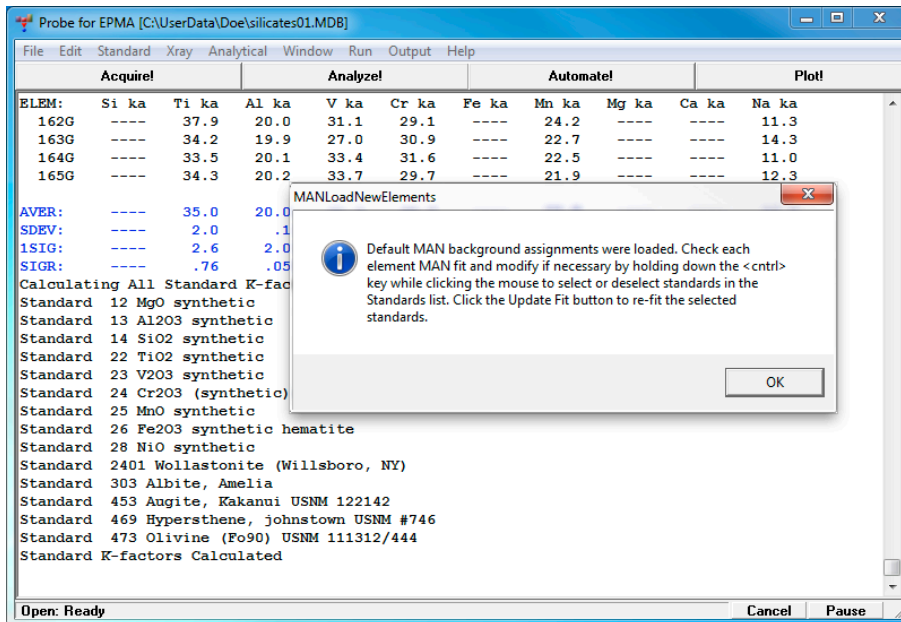 Probe for EPMA [C:\UserData\Doe\silicates01.MDB]
File Edit Standard Xray Analytical Window Run Output Help
Acquire! Analyze! Automate! Plot!
ELEM: Si ka Ti ka Al ka V ka Cr ka Fe ka Mn ka Mg ka Ca ka Na ka
162G ---- 37.9 20.0 31.1 29.1 ---- 24.2 ---- ---- 11.3
163G ---- 34.2 19.9 27.0 30.9 ---- 22.7 ---- ---- 14.3
164G ---- 33.5 20.1 33.4 31.6 ---- 22.5 ---- ---- 11.0
165G ---- 34.3 20.2 33.7 29.7 ---- 21.9 ---- ---- 12.3
AVER: ---- 35.0 20.0
SDEV: ---- 2.0 .1
1SIG: ---- 2.6 2.0
SIGR: ---- .76 .05
Calculating All Standard K-fac
Standard 12 MgO synthetic
Standard 13 Al2O3 synthetic
Standard 14 SiO2 synthetic
Standard 22 TiO2 synthetic
Standard 23 V2O3 synthetic
Standard 24 Cr2O3 (synthetic)
Standard 25 MnO synthetic
Standard 26 Fe2O3 synthetic hematite
Standard 28 NiO synthetic
Standard 2401 Wollastonite (Willsboro, NY)
Standard 303 Albite, Amelia
Standard 453 Augite, Kakanui USNM 122142
Standard 469 Hypersthene, johnstown USNM #746
Standard 473 Olivine (Fo90) USNM 111312/444
Standard K-factors Calculated
MANLoadNewElements
Default MAN background assignments were loaded. Check each
element MAN fit and modify if necessary by holding down the <cntrl>
key while clicking the mouse to select or deselect standards in the
Standards list. Click the Update Fit button to re-fit the selected
standards.
OK
Open: Ready Cancel Pause